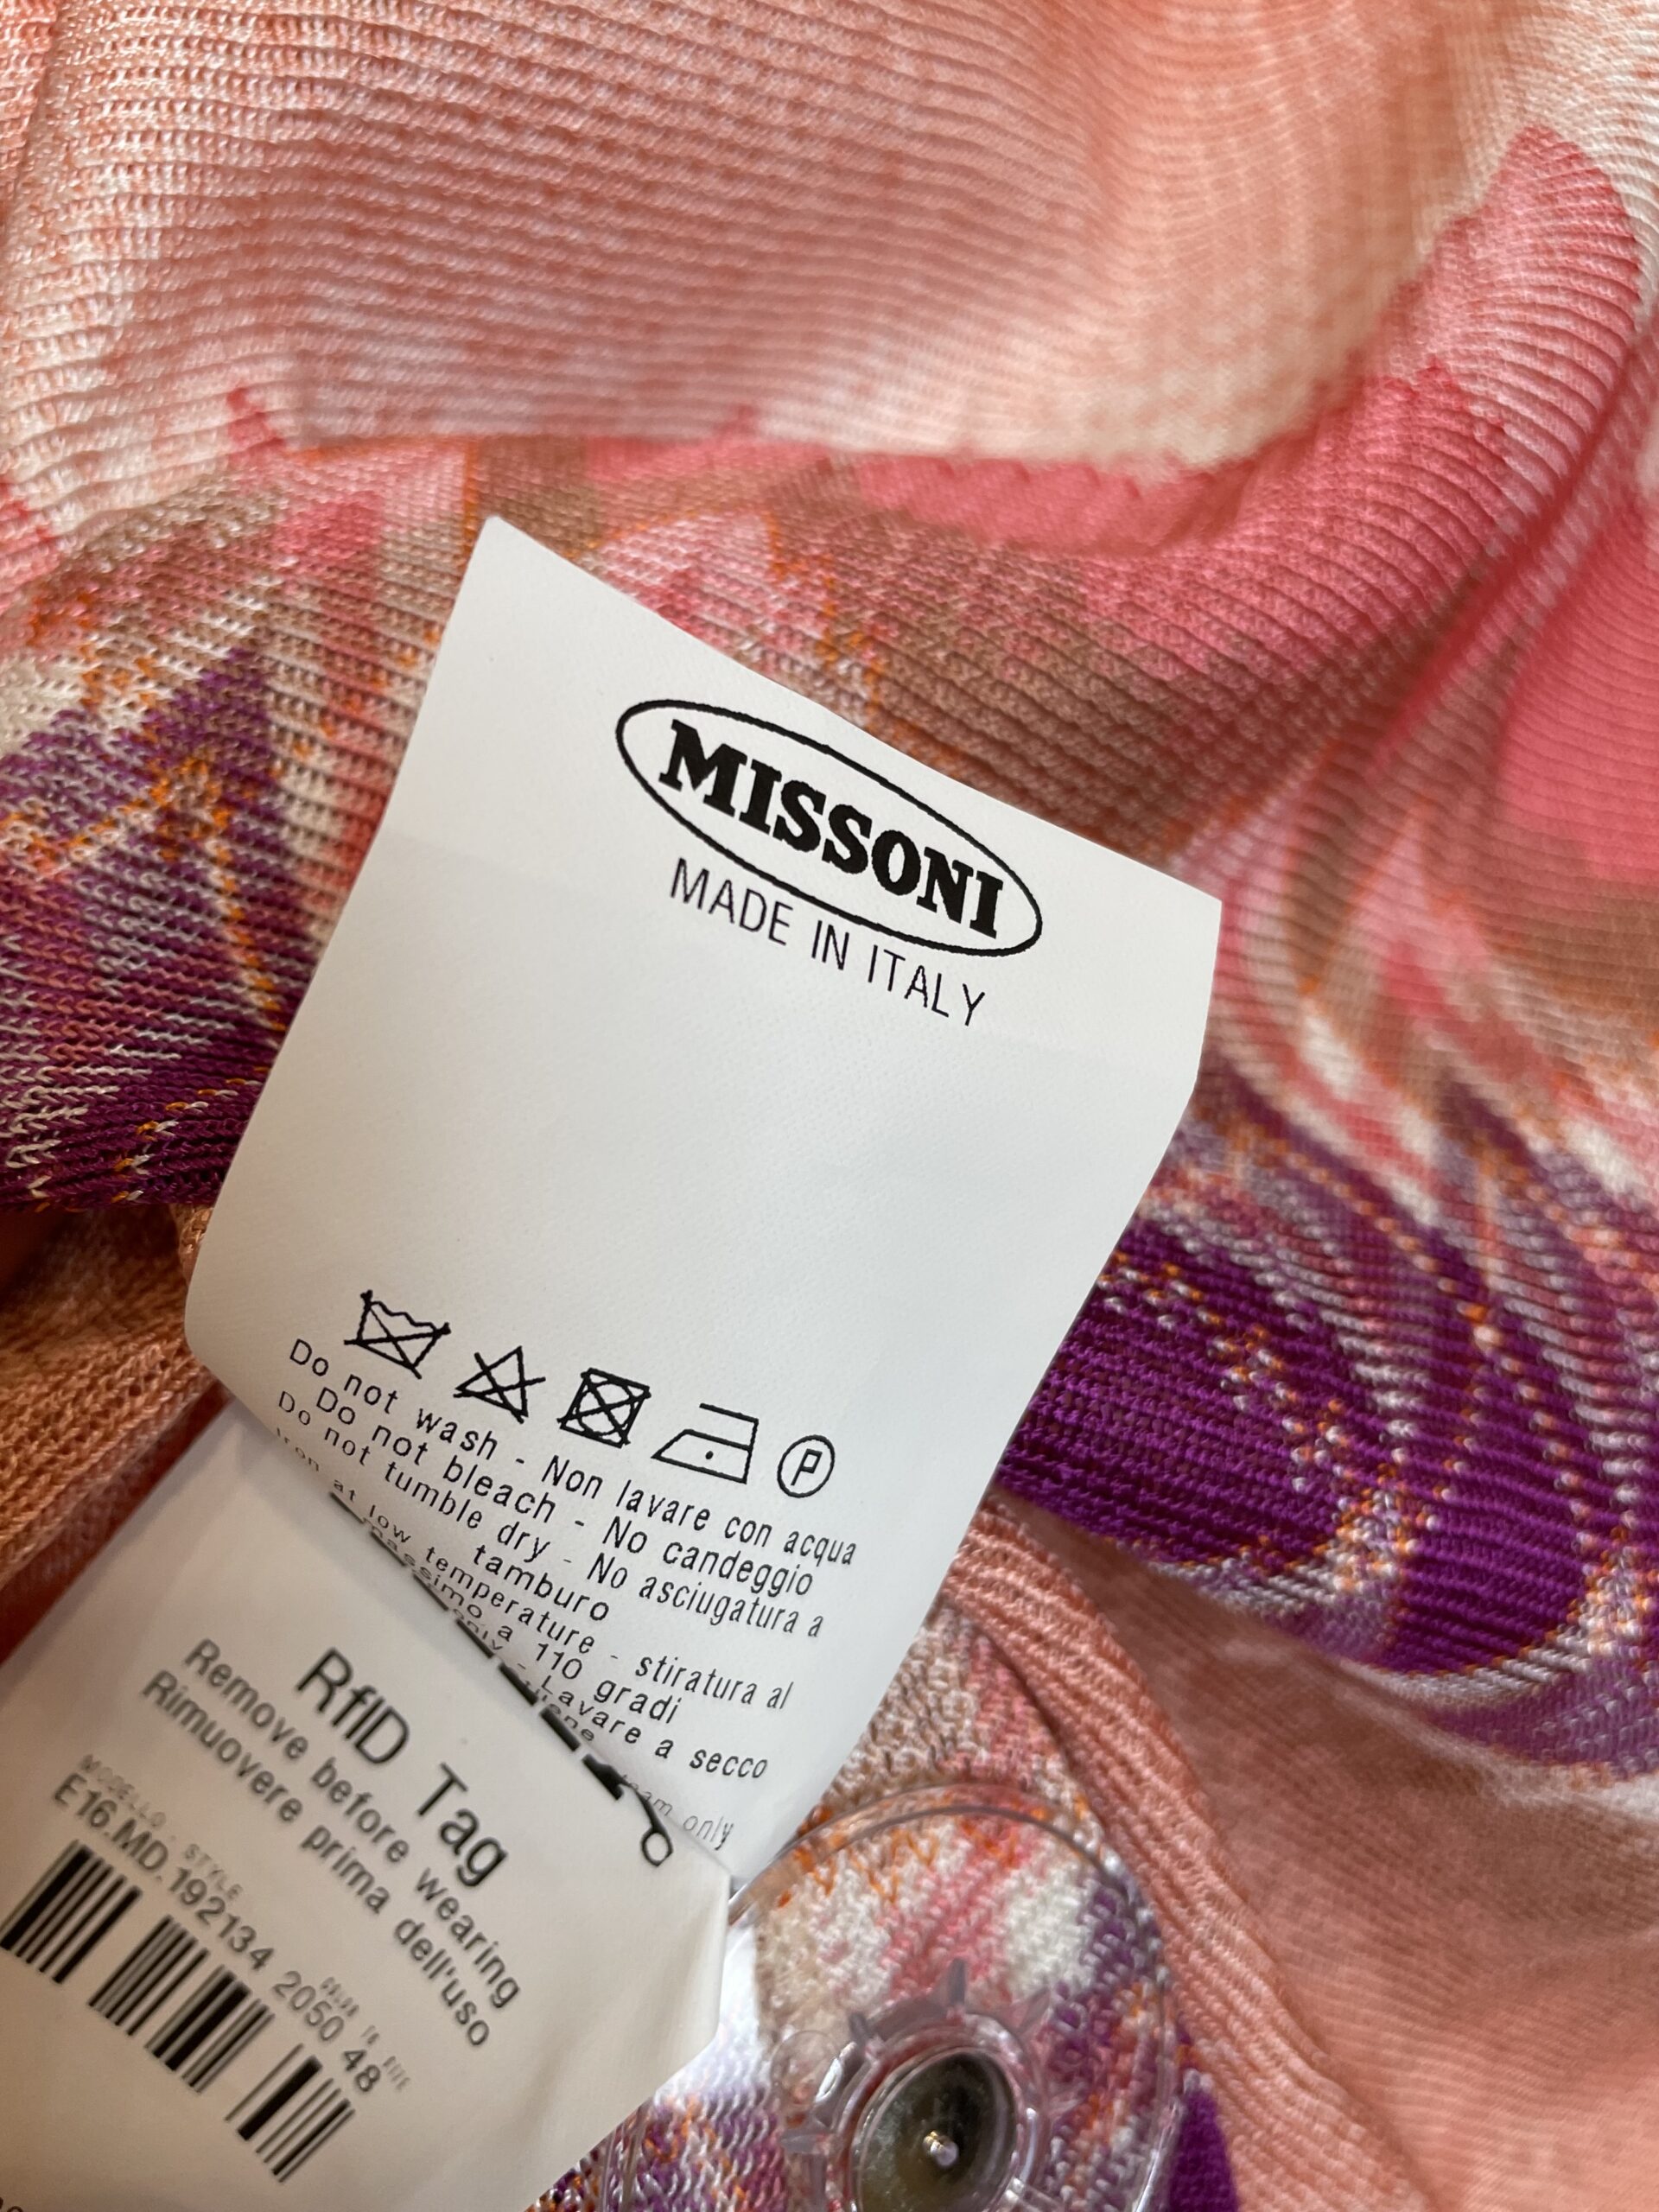 MISSONI
MADE IN ITALY
P
Do not wash - Non lavare con acqua
Do not bleach - No candeggio
Do not tumble dry - No asciugatura a
tamburo
Iron at low temperature - stiratura al
massimo a 110 gradi
only - Lavare a secco
only
RfID Tag
Remove before wearing
Rimuovere prima dell'uso
MODELLO - STYLE
E16.MD.192134 2050 48